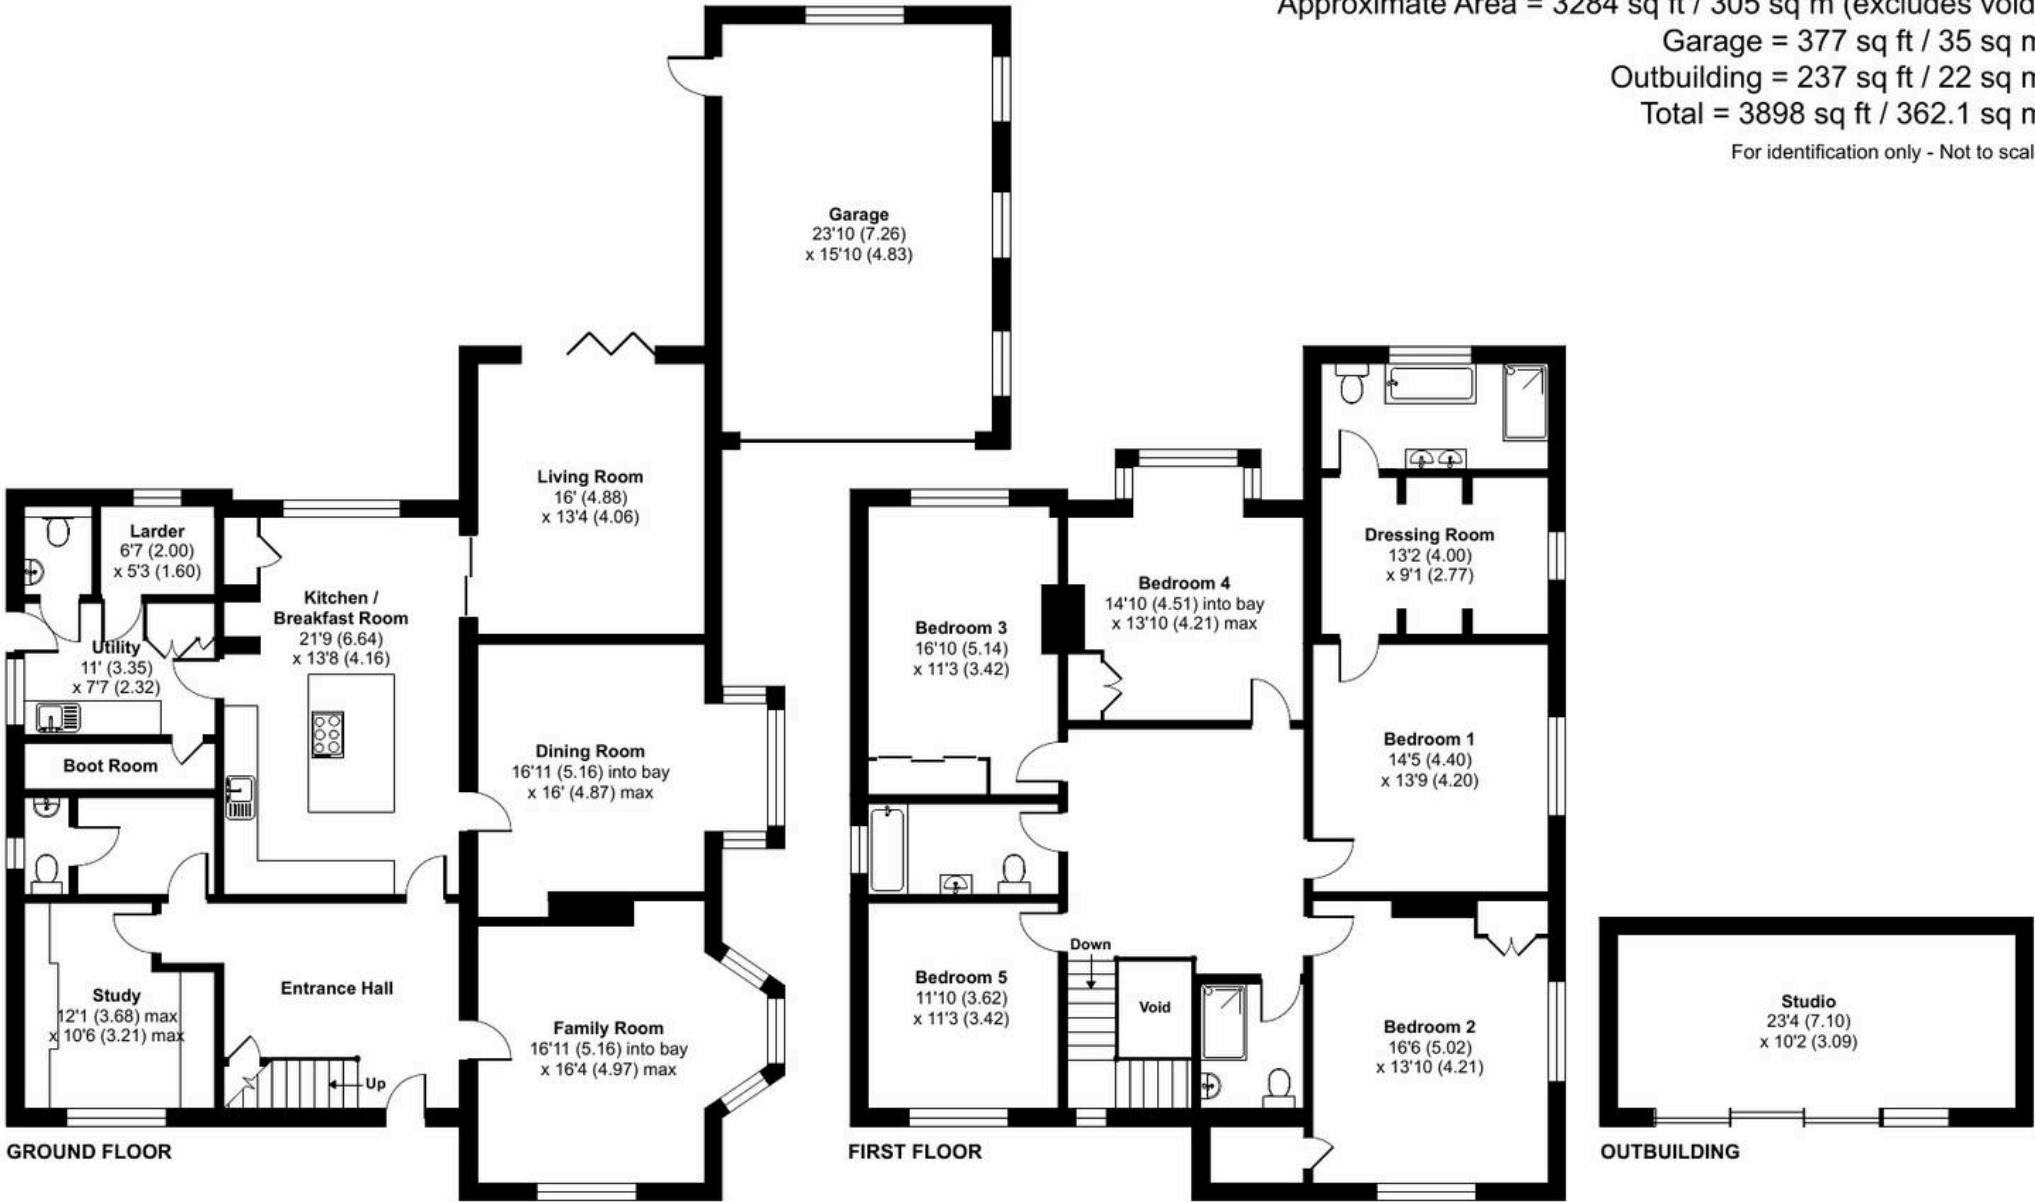 Approximate Area = 3284 sq ft / 305 sq m (excludes void
Garage = 377 sq ft / 35 sq m
Outbuilding = 237 sq ft / 22 sq m
Total = 3898 sq ft / 362.1 sq m
For identification only - Not to scal
Garage
23'10 (7.26)
x 15'10 (4.83)
Living Room
16' (4.88)
x 13'4 (4.06)
Larder
6'7 (2.00)
x 5'3 (1.60)
Kitchen /
Breakfast Room
21'9 (6.64)
x 13'8 (4.16)
Utility
11' (3.35)
x 7'7 (2.32)
Boot Room
Dining Room
16'11 (5.16) into bay
x 16' (4.87) max
Study
12'1 (3.68) max
x 10'6 (3.21) max
Entrance Hall
Up
Family Room
16'11 (5.16) into bay
x 16'4 (4.97) max
GROUND FLOOR
Dressing Room
13'2 (4.00)
x 9'1 (2.77)
Bedroom 4
14'10 (4.51) into bay
x 13'10 (4.21) max
Bedroom 3
16'10 (5.14)
x 11'3 (3.42)
Bedroom 1
14'5 (4.40)
x 13'9 (4.20)
Down
Bedroom 5
11'10 (3.62)
x 11'3 (3.42)
Void
Bedroom 2
16'6 (5.02)
x 13'10 (4.21)
FIRST FLOOR
Studio
23'4 (7.10)
x 10'2 (3.09)
OUTBUILDING